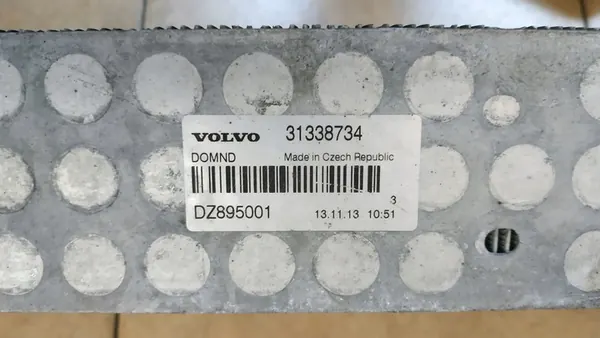 VOLVO 31338734
DOMND Made in Czech Republic
3
DZ895001 13.11.13 10:51